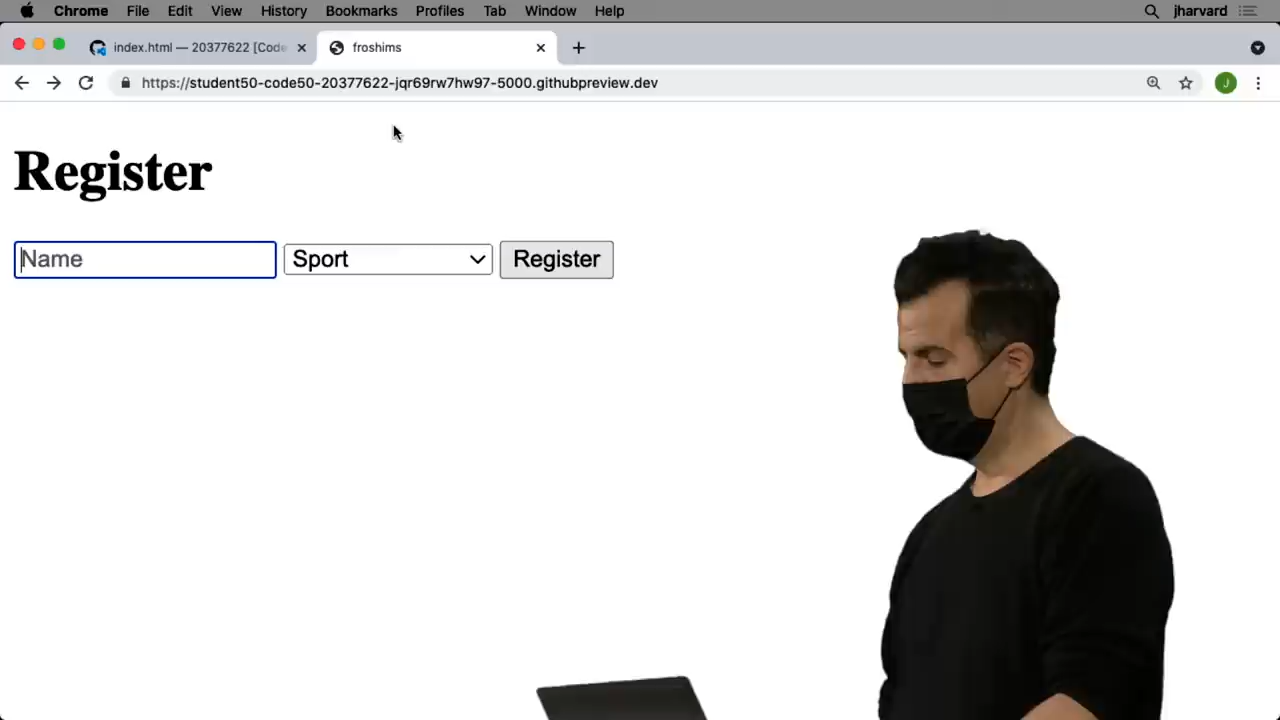 Chrome File Edit View History Bookmarks Profiles Tab Window Help jharvard
index.html — 20377622 [Code froshims
https://student50-code50-20377622-jqr69rw7hw97-5000.githubpreview.dev J
Register
Name Sport Register